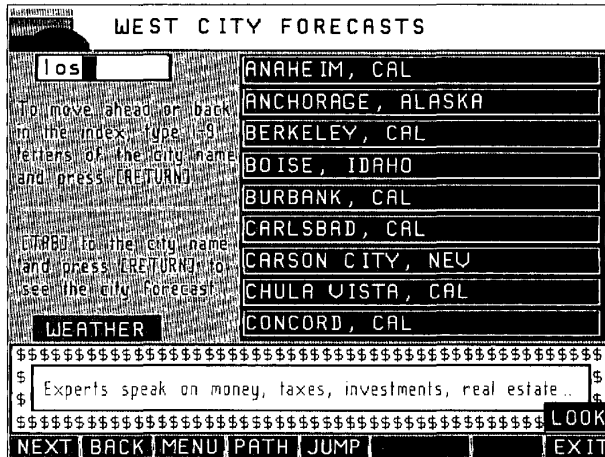 WEST CITY FORECASTS
los
To move ahead or back
in the index, type 1-9
letters of the city name
and press [RETURN]
[TAB] to the city name
and press [RETURN] to
see the city forecast
WEATHER
ANAHEIM, CAL
ANCHORAGE, ALASKA
BERKELEY, CAL
BOISE, IDAHO
BURBANK, CAL
CARLSBAD, CAL
CARSON CITY, NEV
CHULA VISTA, CAL
CONCORD, CAL
$$$$$$$$$$$$$$$$$$$$$$$$$$$$$$$$$$$$$$$$$$$$$$$$
$ Experts speak on money, taxes, investments, real estate... $
$ $
$$$$$$$$$$$$$$$$$$$$$$$$$$$$$$$$$$$$$$$$$$$ LOOK
NEXT BACK MENU PATH JUMP EXIT